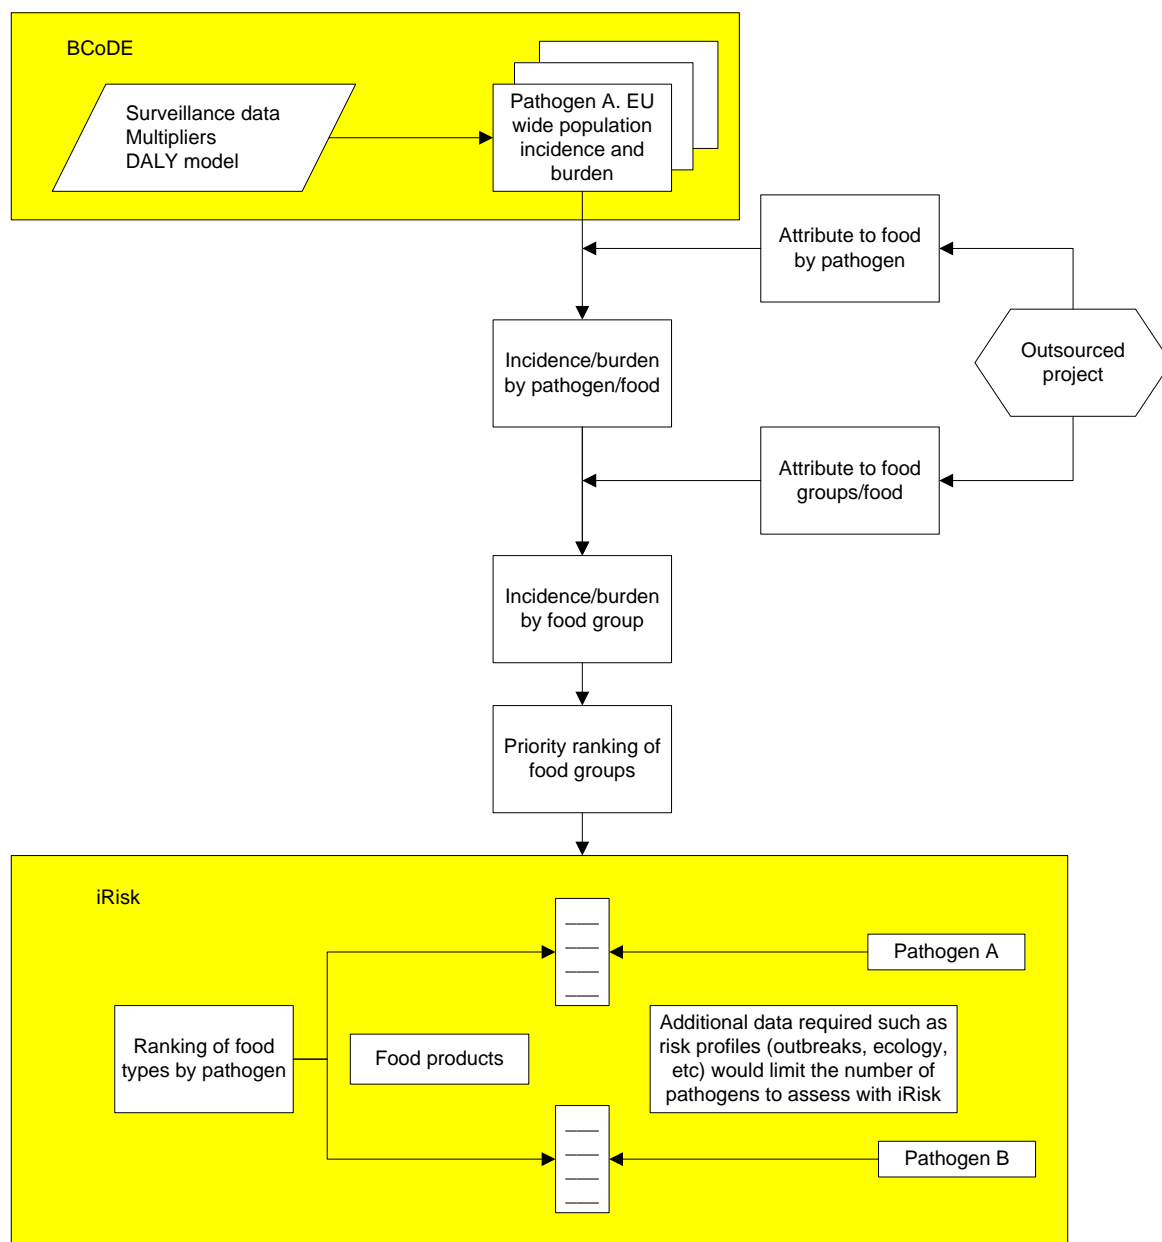 BCoDE
Surveillance data
Multipliers
DALY model
Pathogen A. EU
wide population
incidence and
burden
Attribute to food
by pathogen
Incidence/burden
by pathogen/food
Outsourced
project
Attribute to food
groups/food
Incidence/burden
by food group
Priority ranking of
food groups
iRisk
Pathogen A
Ranking of food
types by pathogen
Food products
Additional data required such as
risk profiles (outbreaks, ecology,
etc) would limit the number of
pathogens to assess with iRisk
Pathogen B